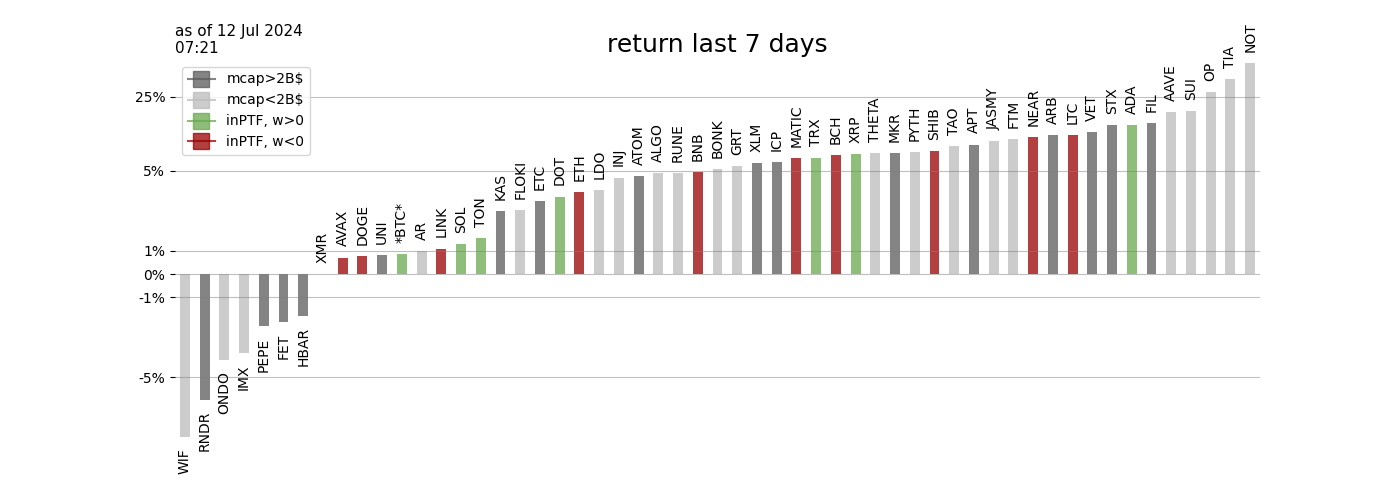 as of 12 Jul 2024
07:21
return last 7 days
mcap>2B$
mcap<2B$
inPTF, w>0
inPTF, w<0
25%
5%
1%
0%
-1%
-5%
WIF
RNDR
ONDO
IMX
PEPE
FET
HBAR
XMR
AVAX
DOGE
UNI
*BTC*
AR
LINK
SOL
TON
KAS
FLOKI
ETC
DOT
ETH
LDO
INJ
ATOM
ALGO
RUNE
BNB
BONK
GRT
XLM
ICP
MATIC
TRX
BCH
XRP
THETA
MKR
PYTH
SHIB
TAO
APT
JASMY
FTM
NEAR
ARB
LTC
VET
STX
ADA
FIL
AAVE
SUI
OP
TIA
NOT